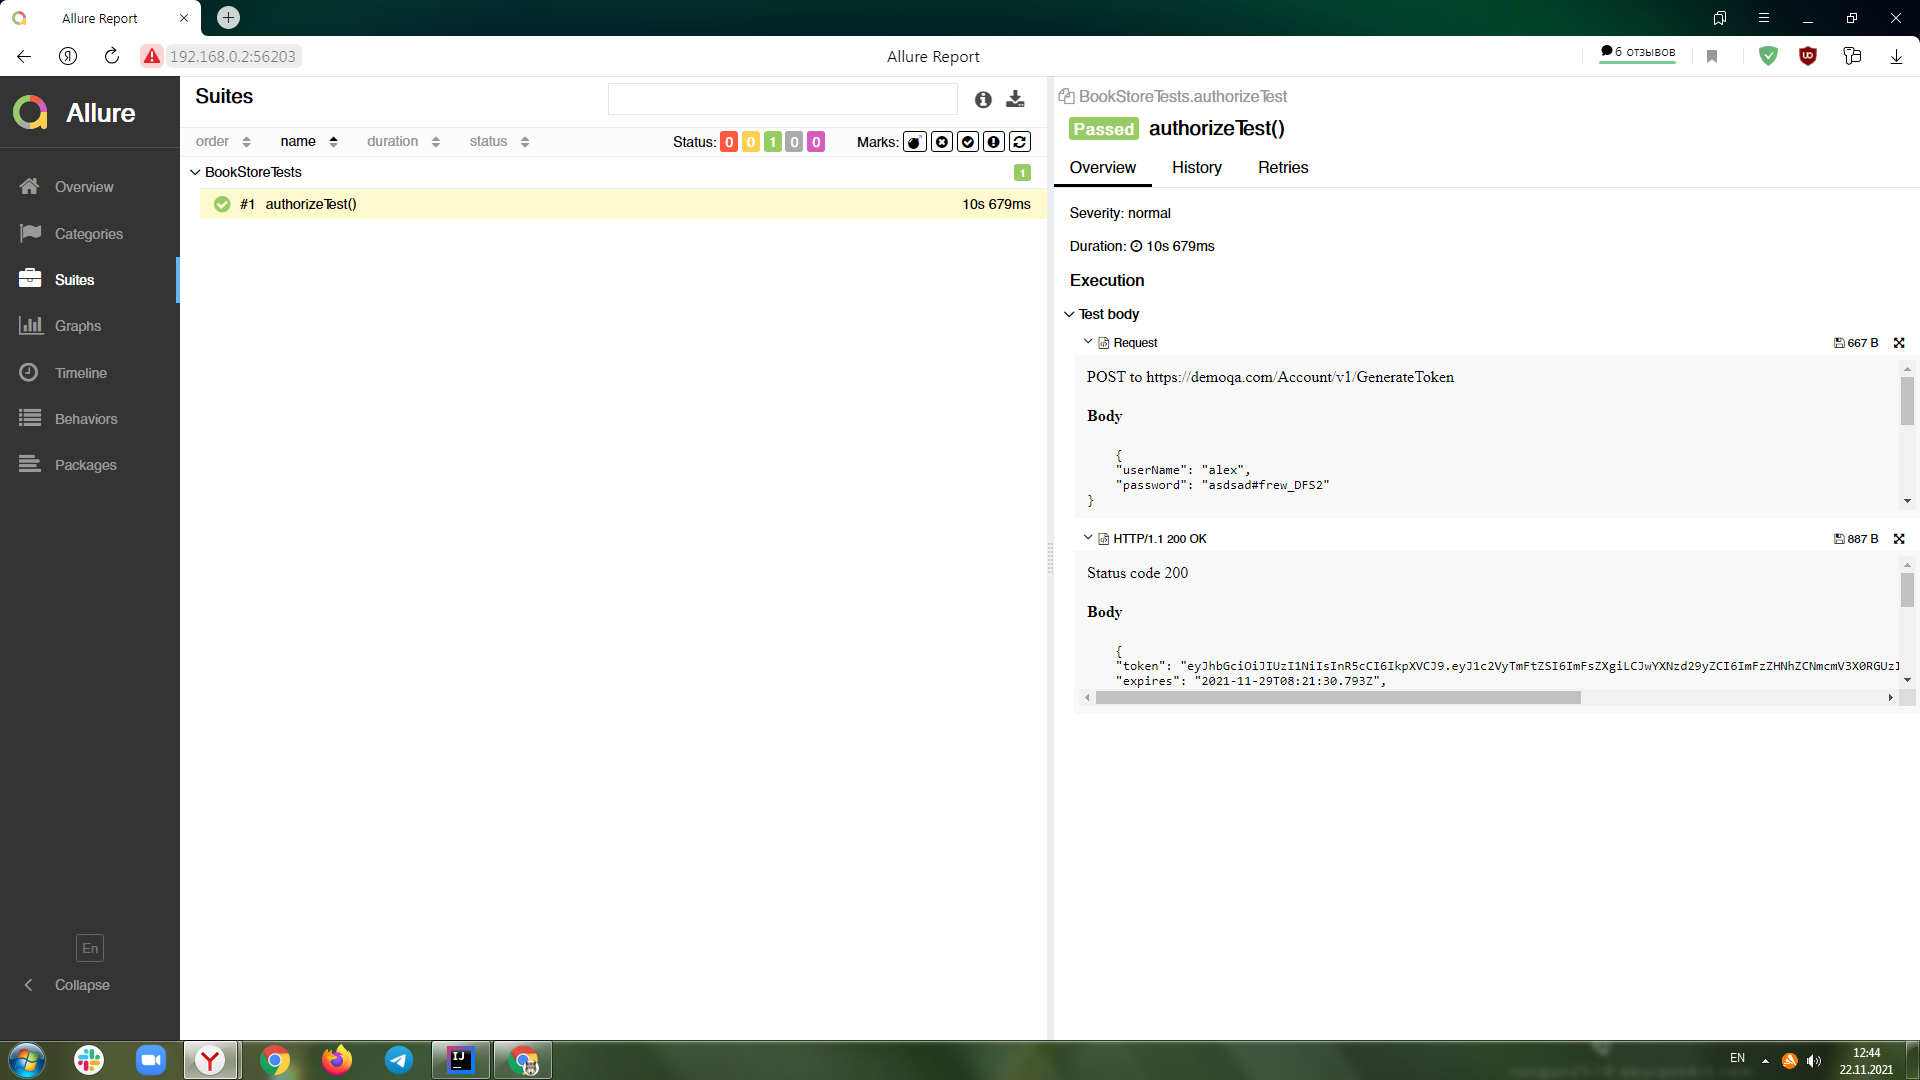 Allure Report
192.168.0.2:56203
Allure Report
6 отзывов
Allure
Overview
Categories
Suites
Graphs
Timeline
Behaviors
Packages
En
Collapse
Suites
order name duration status
Status: 0 0 1 0 0
Marks:
BookStoreTests 1
#1 authorizeTest() 10s 679ms
BookStoreTests.authorizeTest
Passed authorizeTest()
Overview History Retries
Severity: normal
Duration: 10s 679ms
Execution
Test body
Request 667 B
POST to https://demoqa.com/Account/v1/GenerateToken
Body
{
"userName": "alex",
"password": "asdsad#frew_DFS2"
}
HTTP/1.1 200 OK 887 B
Status code 200
Body
{
"token": "eyJhbGciOiJIUzI1NiIsInR5cCI6IkpXVCJ9.eyJ1c2VyTmFtZSI6ImFsZXgiLCJwYXNzd29yZCI6ImFzZHNhZCNmcmV3X0RGUzI
"expires": "2021-11-29T08:21:30.793Z",
EN
12:44
22.11.2021